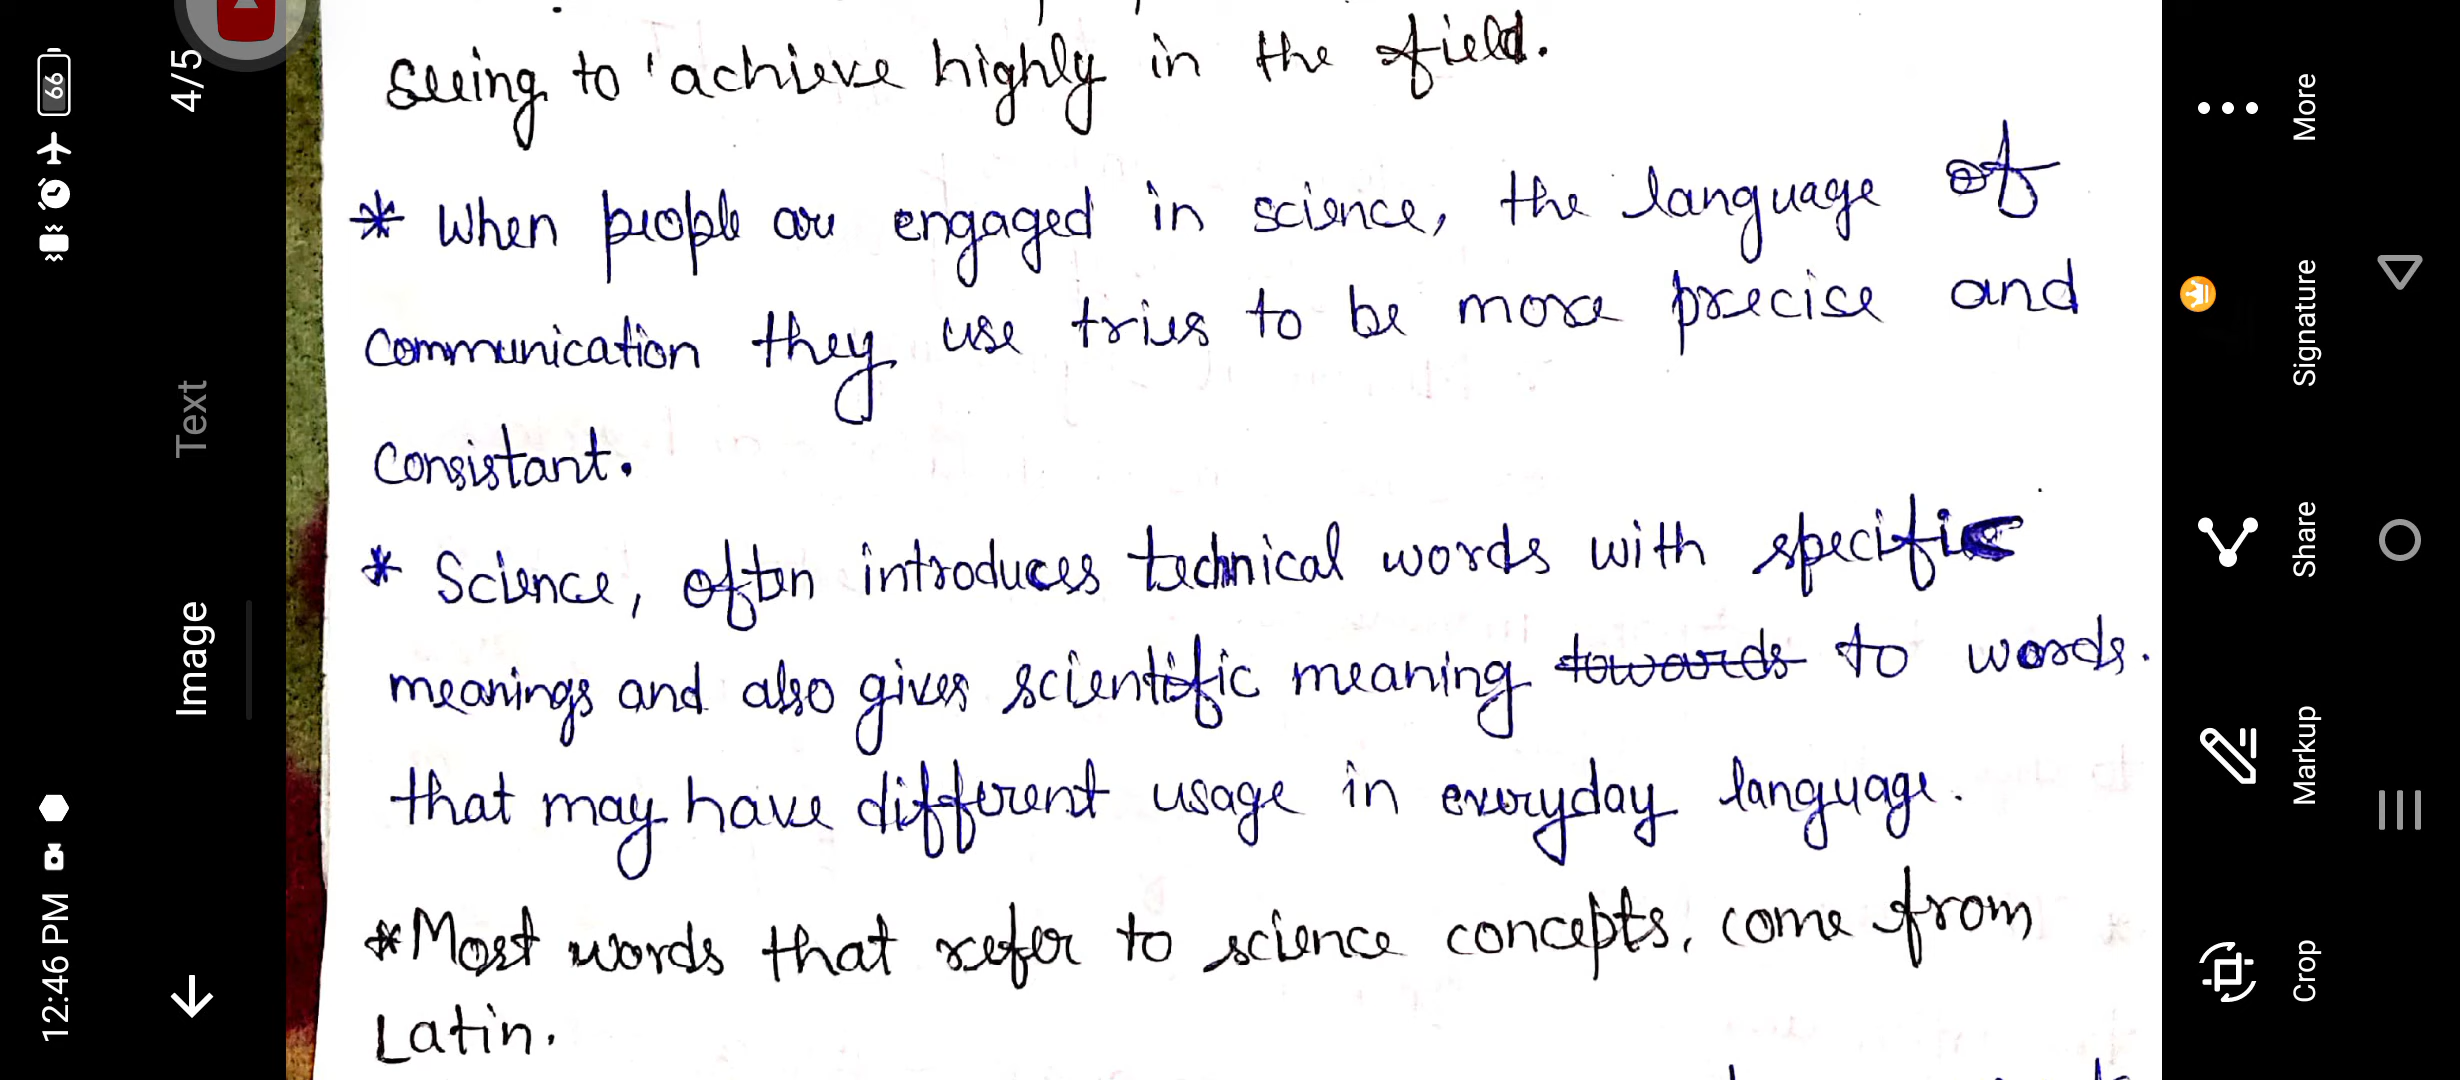 seeing to achieve highly in the field.
* When people are engaged in science, the language of
communication they use tries to be more precise and
consistant.
* Science, often introduces technical words with specific
meanings and also gives scientific meaning towards to words.
that may have different usage in everyday language.
* Most words that refer to science concepts, come from
Latin.
66
12:46 PM
4/5
Text
Image
More
Signature
Share
Markup
Crop